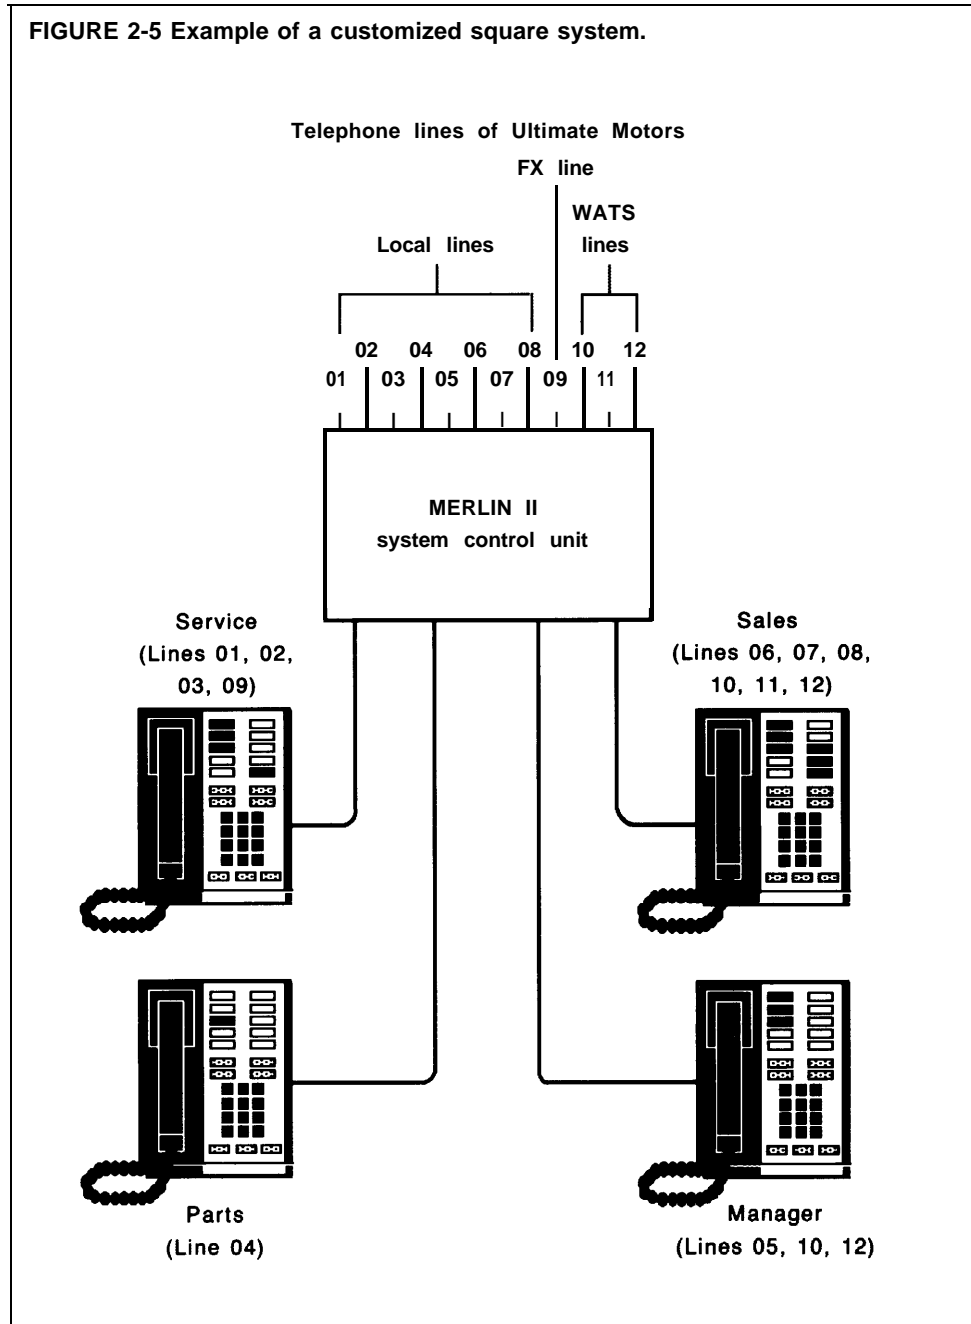 FIGURE 2-5 Example of a customized square system.
Telephone lines of Ultimate Motors
FX line
WATS
lines
Local lines
02 04 06 08 10 12
01 03 05 07 09 11
MERLIN II
system control unit
Service
(Lines 01, 02,
03, 09)
Sales
(Lines 06, 07, 08,
10, 11, 12)
Parts
(Line 04)
Manager
(Lines 05, 10, 12)